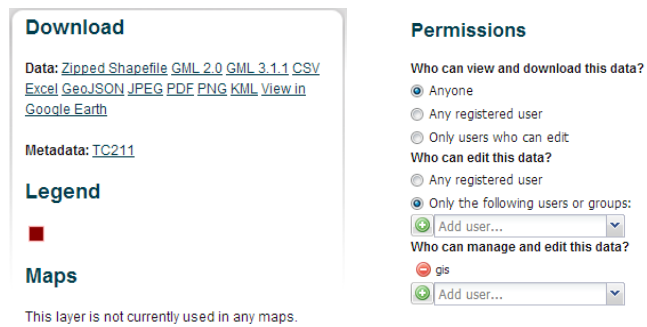 Download
Data: Zipped Shapefile GML 2.0 GML 3.1.1 CSV
Excel GeoJSON JPEG PDF PNG KML View in
Google Earth
Metadata: TC211
Legend
Maps
This layer is not currently used in any maps.
Permissions
Who can view and download this data?
Anyone
Any registered user
Only users who can edit
Who can edit this data?
Any registered user
Only the following users or groups:
Add user...
Who can manage and edit this data?
gis
Add user...